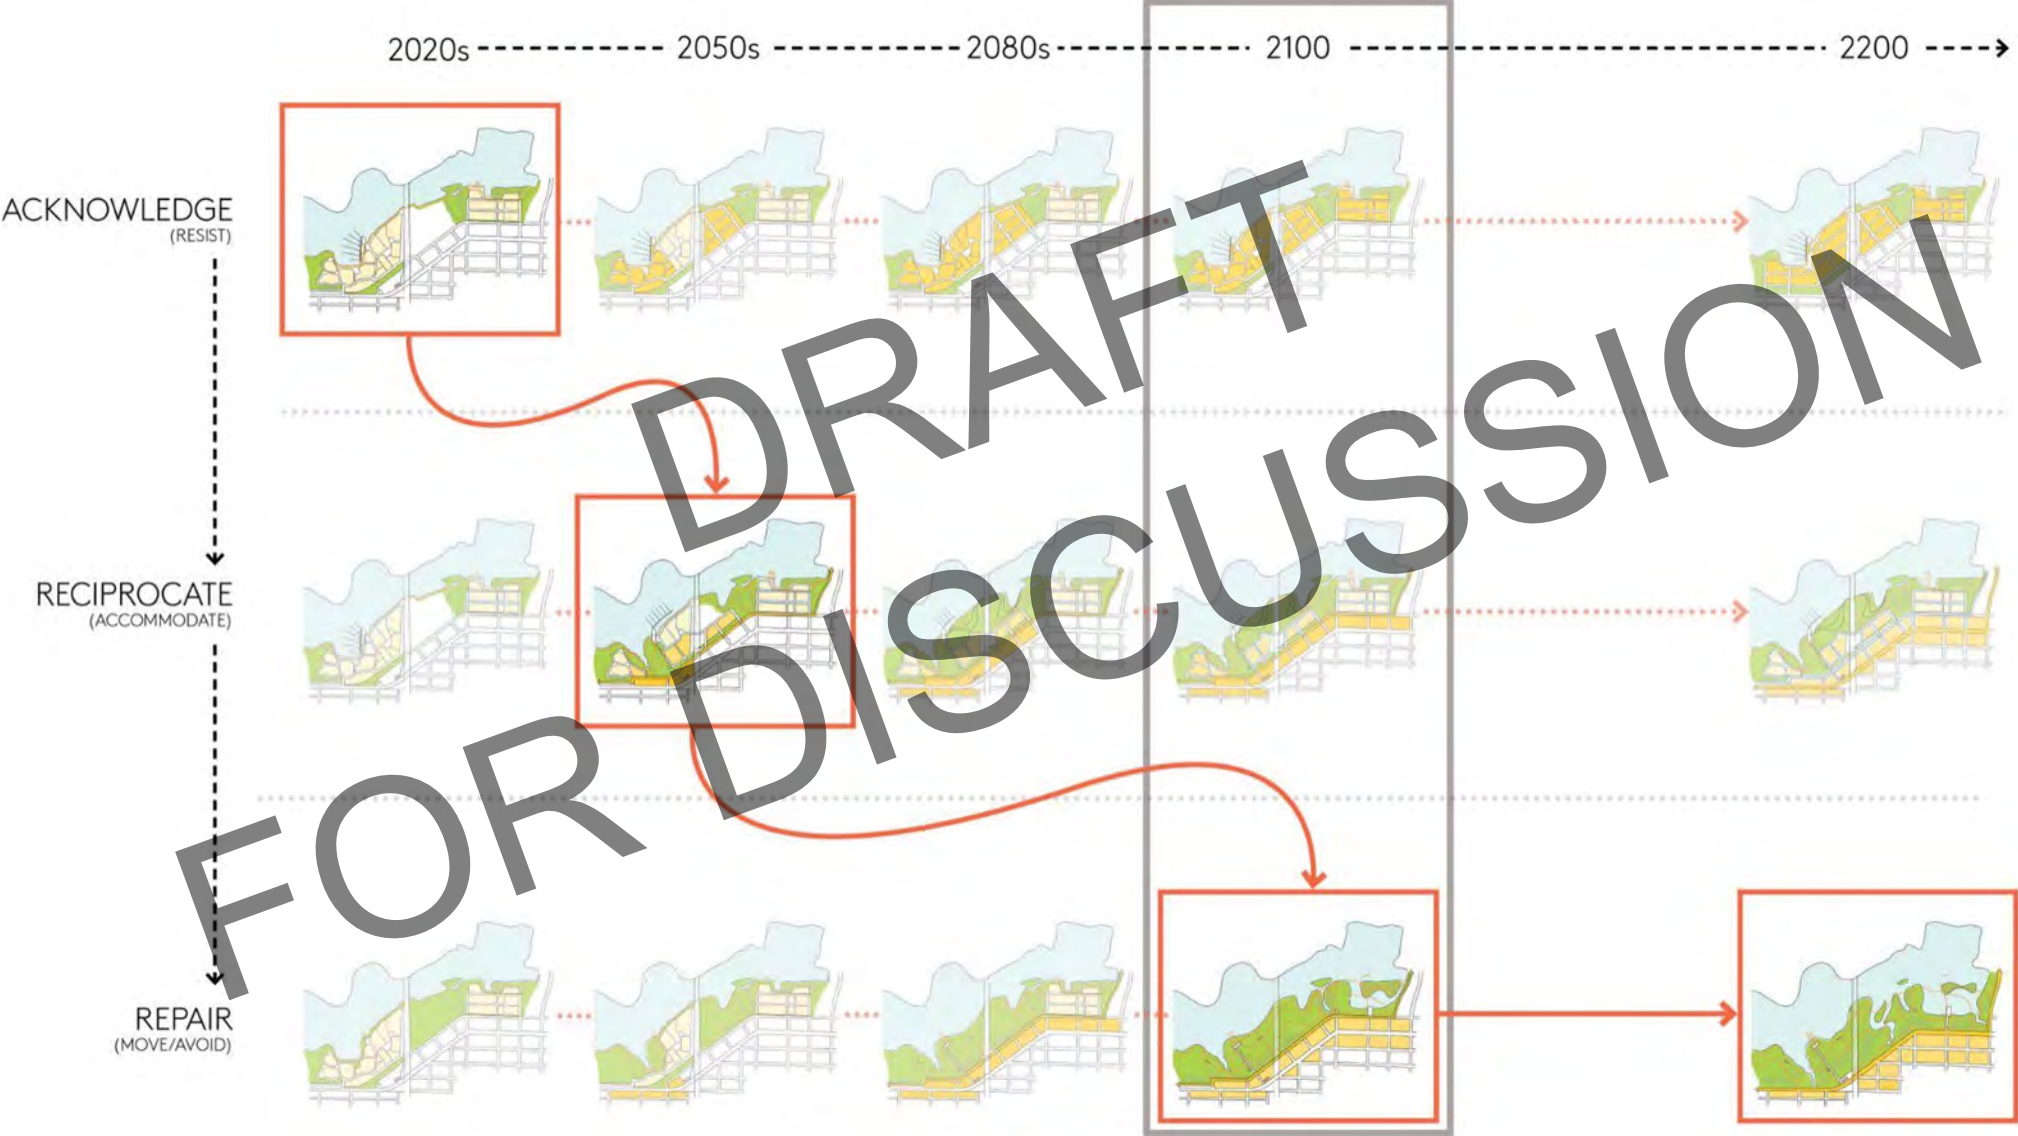 2020s 2050s 2080s 2100 2200
ACKNOWLEDGE
(RESIST)
RECIPROCATE
(ACCOMMODATE)
REPAIR
(MOVE/AVOID)
DRAFT
FOR DISCUSSION